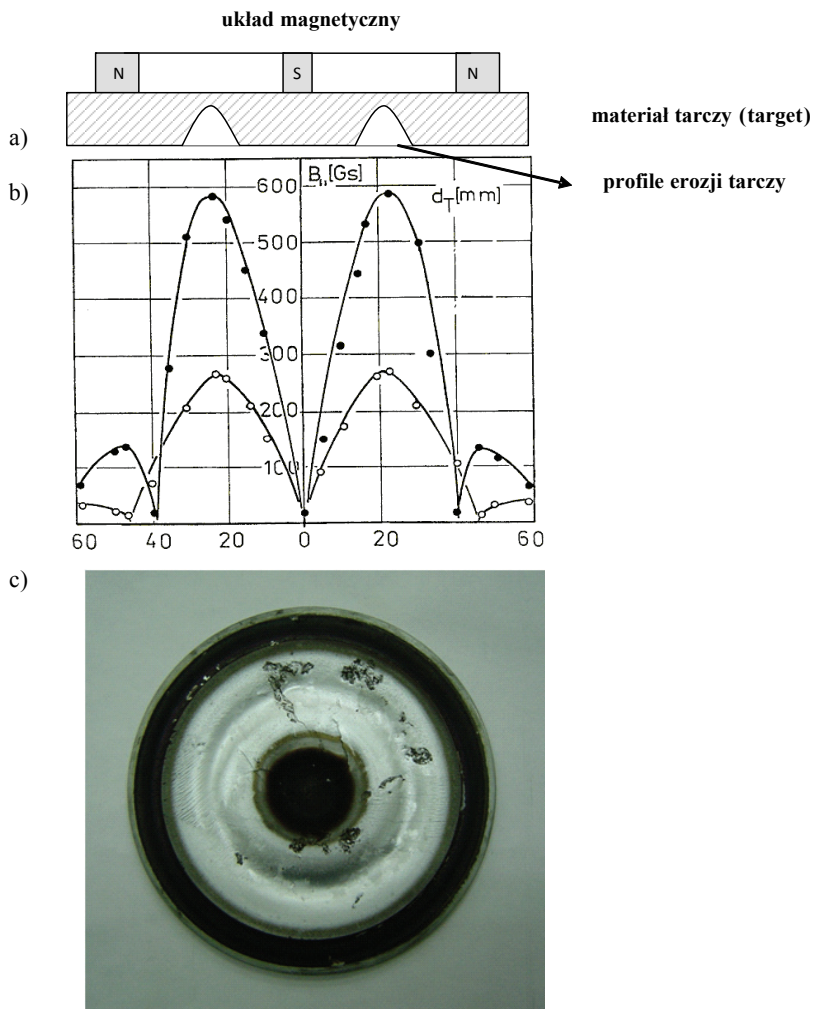 układ magnetyczny
N S N
materiał tarczy (target)
a)
profile erozji tarczy
b)
600 B∥[Gs] d_T[mm]
500
400
300
200
100
60 40 20 0 20 40 60
c)